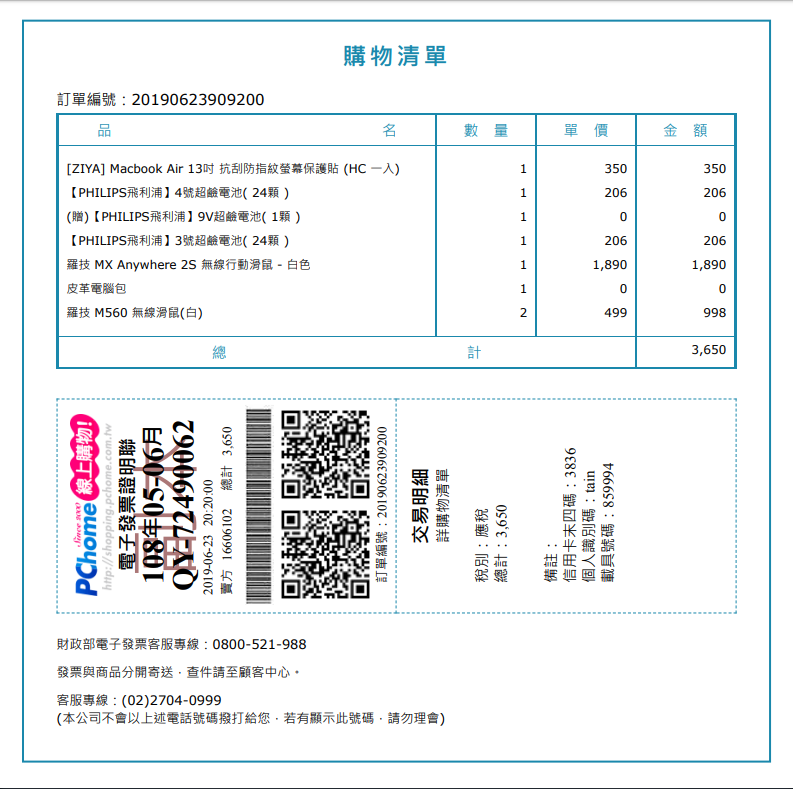 購物清單
訂單編號：20190623909200
品 名 數 量 單 價 金 額
[ZIYA] Macbook Air 13吋 抗刮防指紋螢幕保護貼 (HC 一入) 1 350 350
【PHILIPS飛利浦】4號超鹼電池( 24顆 ) 1 206 206
(贈)【PHILIPS飛利浦】9V超鹼電池( 1顆 ) 1 0 0
【PHILIPS飛利浦】3號超鹼電池( 24顆 ) 1 206 206
羅技 MX Anywhere 2S 無線行動滑鼠 - 白色 1 1,890 1,890
皮革電腦包 1 0 0
羅技 M560 無線滑鼠(白) 2 499 998
總 計 3,650
PChome 線上購物!
Since 2000
http://shopping.pchome.com.tw
電子發票證明聯
108年05-06月
QY-72490062
2019-06-23 20:20:00
賣方 16606102 總計 3,650
訂單編號：20190623909200
交易明細
詳購物清單
稅別：應稅
總計：3,650
備註：
信用卡末四碼：3836
個人識別碼：tain
載具號碼：859994
財政部電子發票客服專線：0800-521-988
發票與商品分開寄送，查件請至顧客中心。
客服專線：(02)2704-0999
(本公司不會以上述電話號碼撥打給您，若有顯示此號碼，請勿理會)